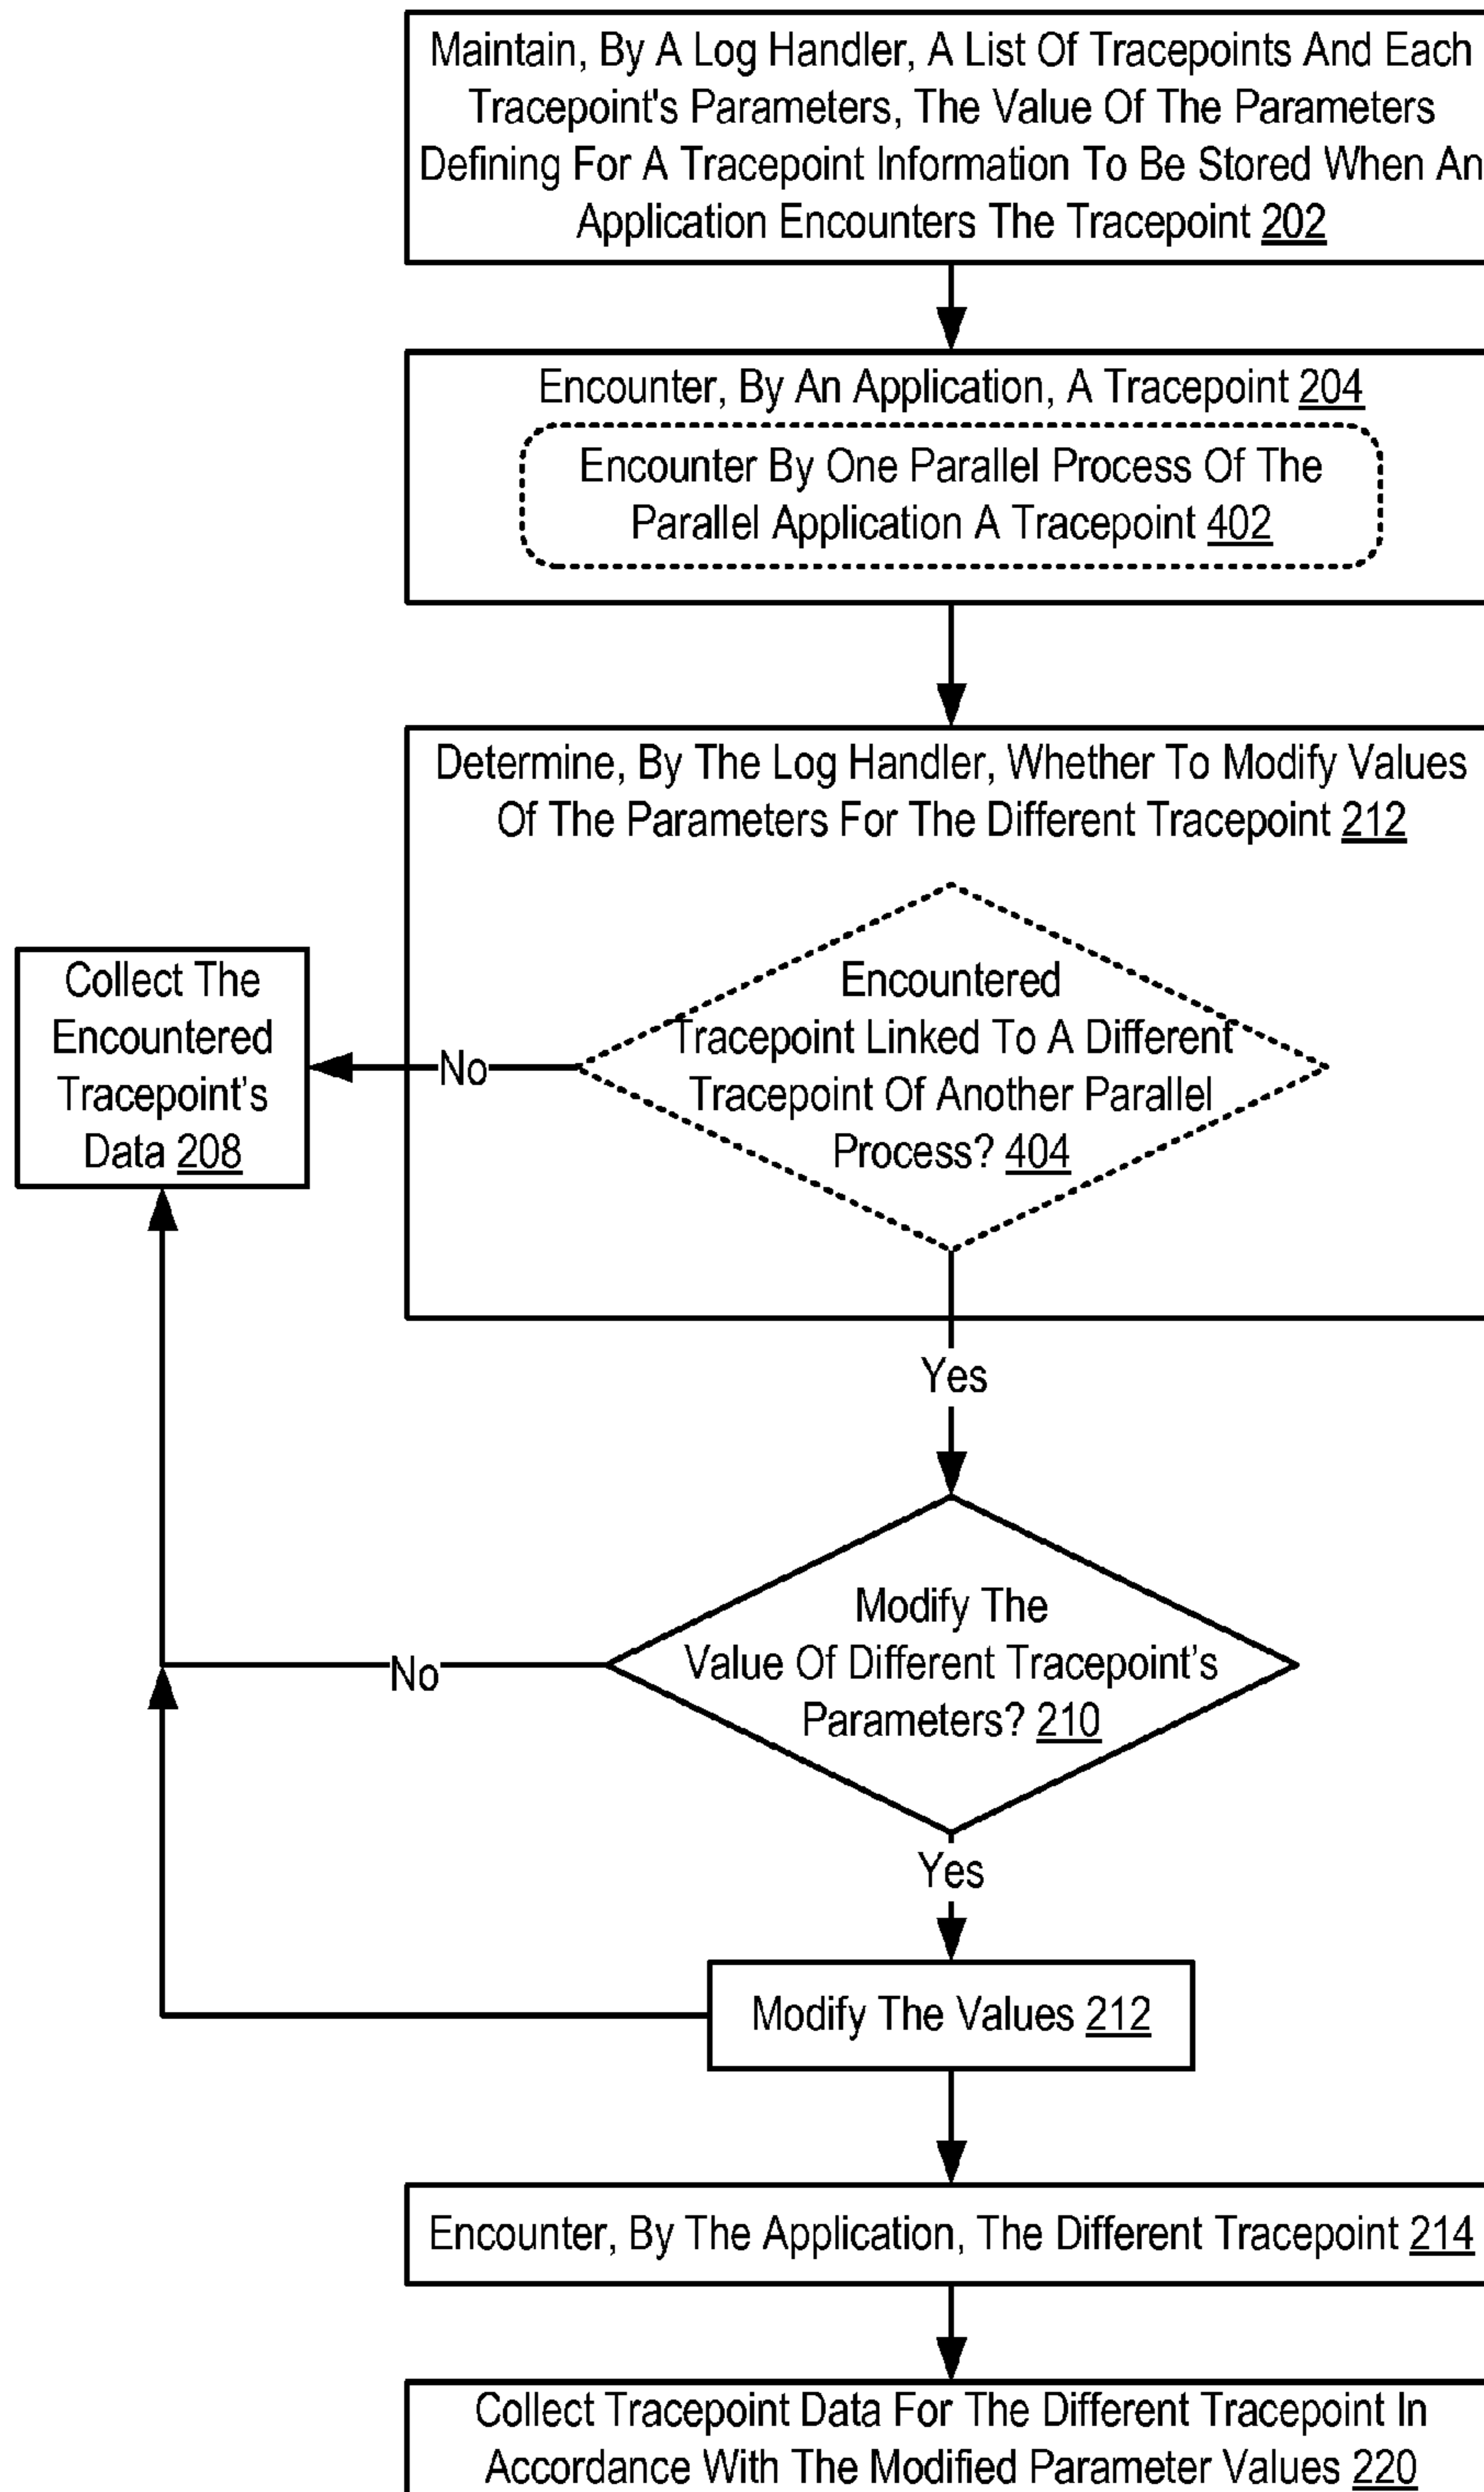 Maintain, By A Log Handler, A List Of Tracepoints And Each
Tracepoint's Parameters, The Value Of The Parameters
Defining For A Tracepoint Information To Be Stored When An
Application Encounters The Tracepoint 202
Encounter, By An Application, A Tracepoint 204
Encounter By One Parallel Process Of The
Parallel Application A Tracepoint 402
Determine, By The Log Handler, Whether To Modify Values
Of The Parameters For The Different Tracepoint 212
Encountered
Tracepoint Linked To A Different
Tracepoint Of Another Parallel
Process? 404
No
Collect The
Encountered
Tracepoint's
Data 208
Yes
Modify The
Value Of Different Tracepoint's
Parameters? 210
No
Yes
Modify The Values 212
Encounter, By The Application, The Different Tracepoint 214
Collect Tracepoint Data For The Different Tracepoint In
Accordance With The Modified Parameter Values 220